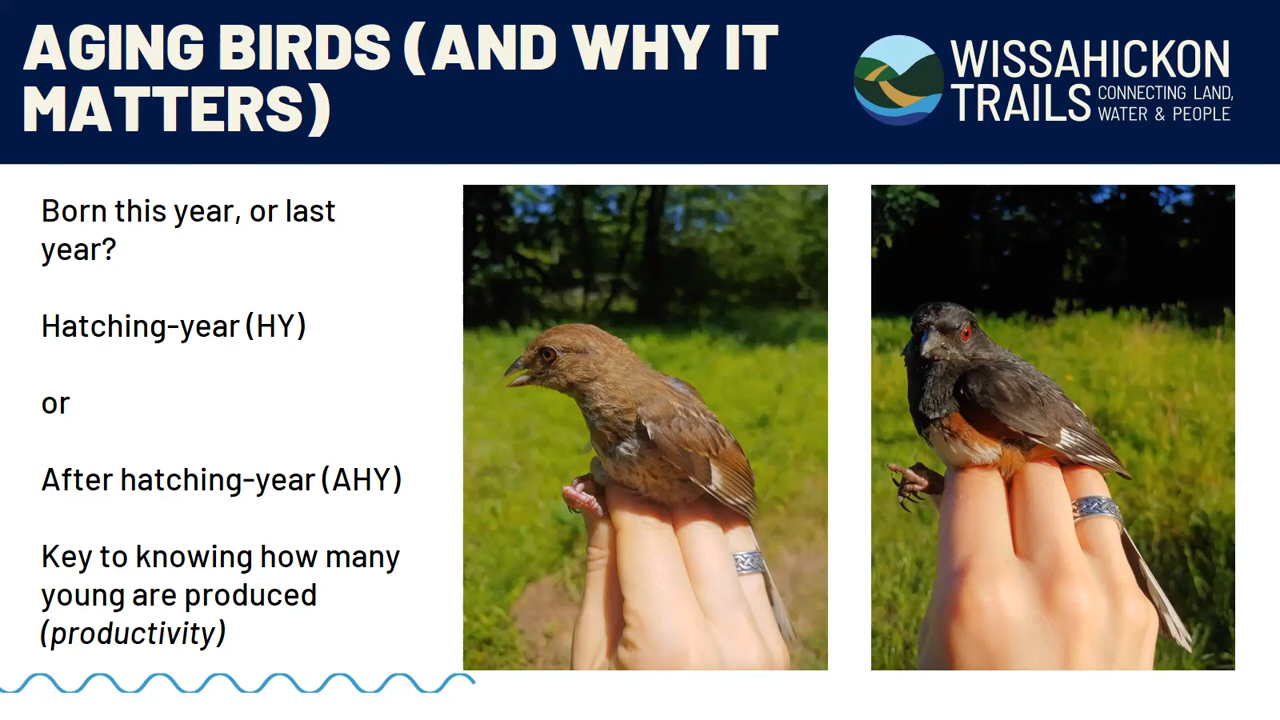 AGING BIRDS (AND WHY IT
MATTERS)
WISSAHICKON
TRAILS
CONNECTING LAND,
WATER & PEOPLE
Born this year, or last
year?
Hatching-year (HY)
or
After hatching-year (AHY)
Key to knowing how many
young are produced
(productivity)